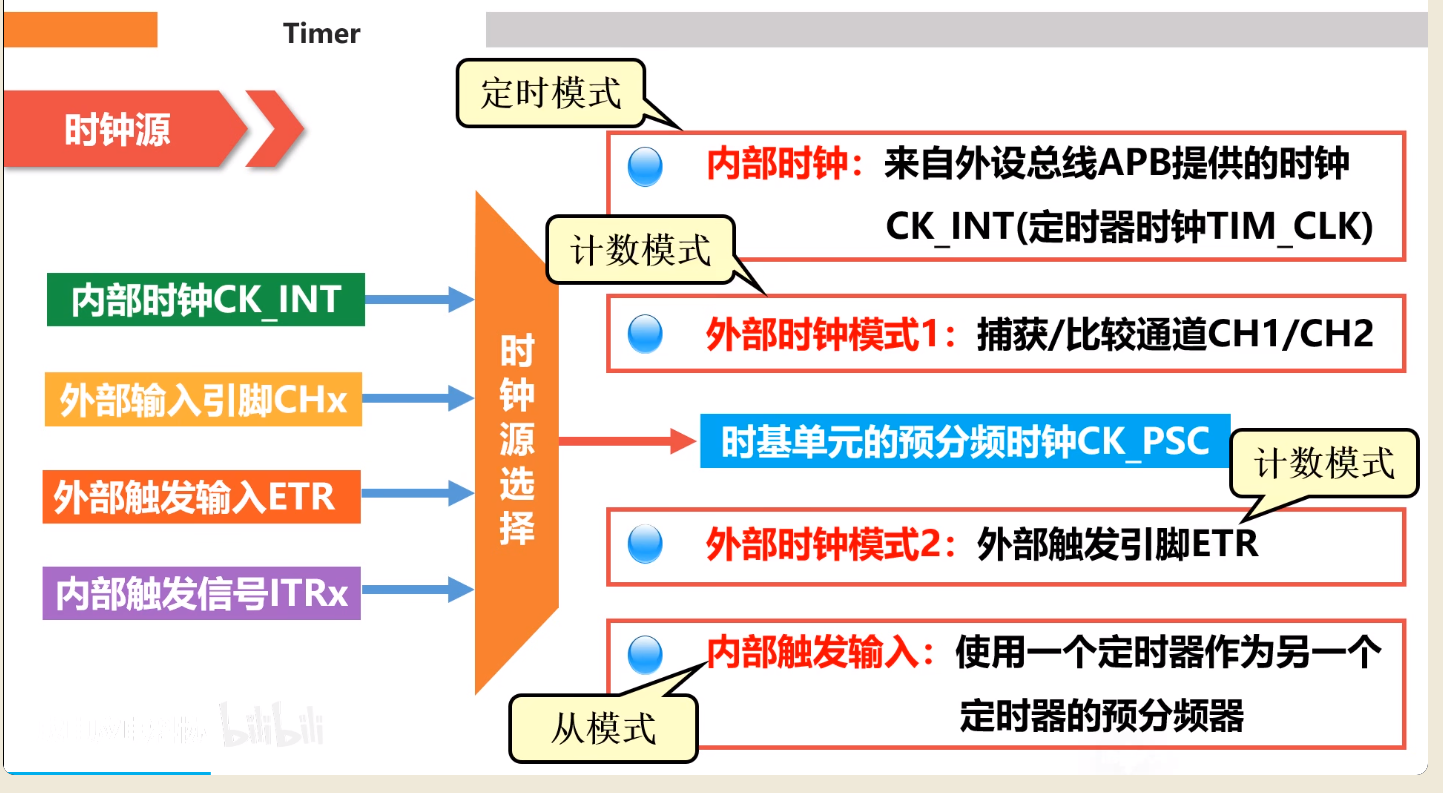 Timer
时钟源
定时模式
内部时钟：来自外设总线APB提供的时钟
CK_INT(定时器时钟TIM_CLK)
计数模式
外部时钟模式1：捕获/比较通道CH1/CH2
内部时钟CK_INT
外部输入引脚CHx
外部触发输入ETR
内部触发信号ITRx
时钟源选择
时基单元的预分频时钟CK_PSC
计数模式
外部时钟模式2：外部触发引脚ETR
内部触发输入：使用一个定时器作为另一个
定时器的预分频器
从模式
bilibili